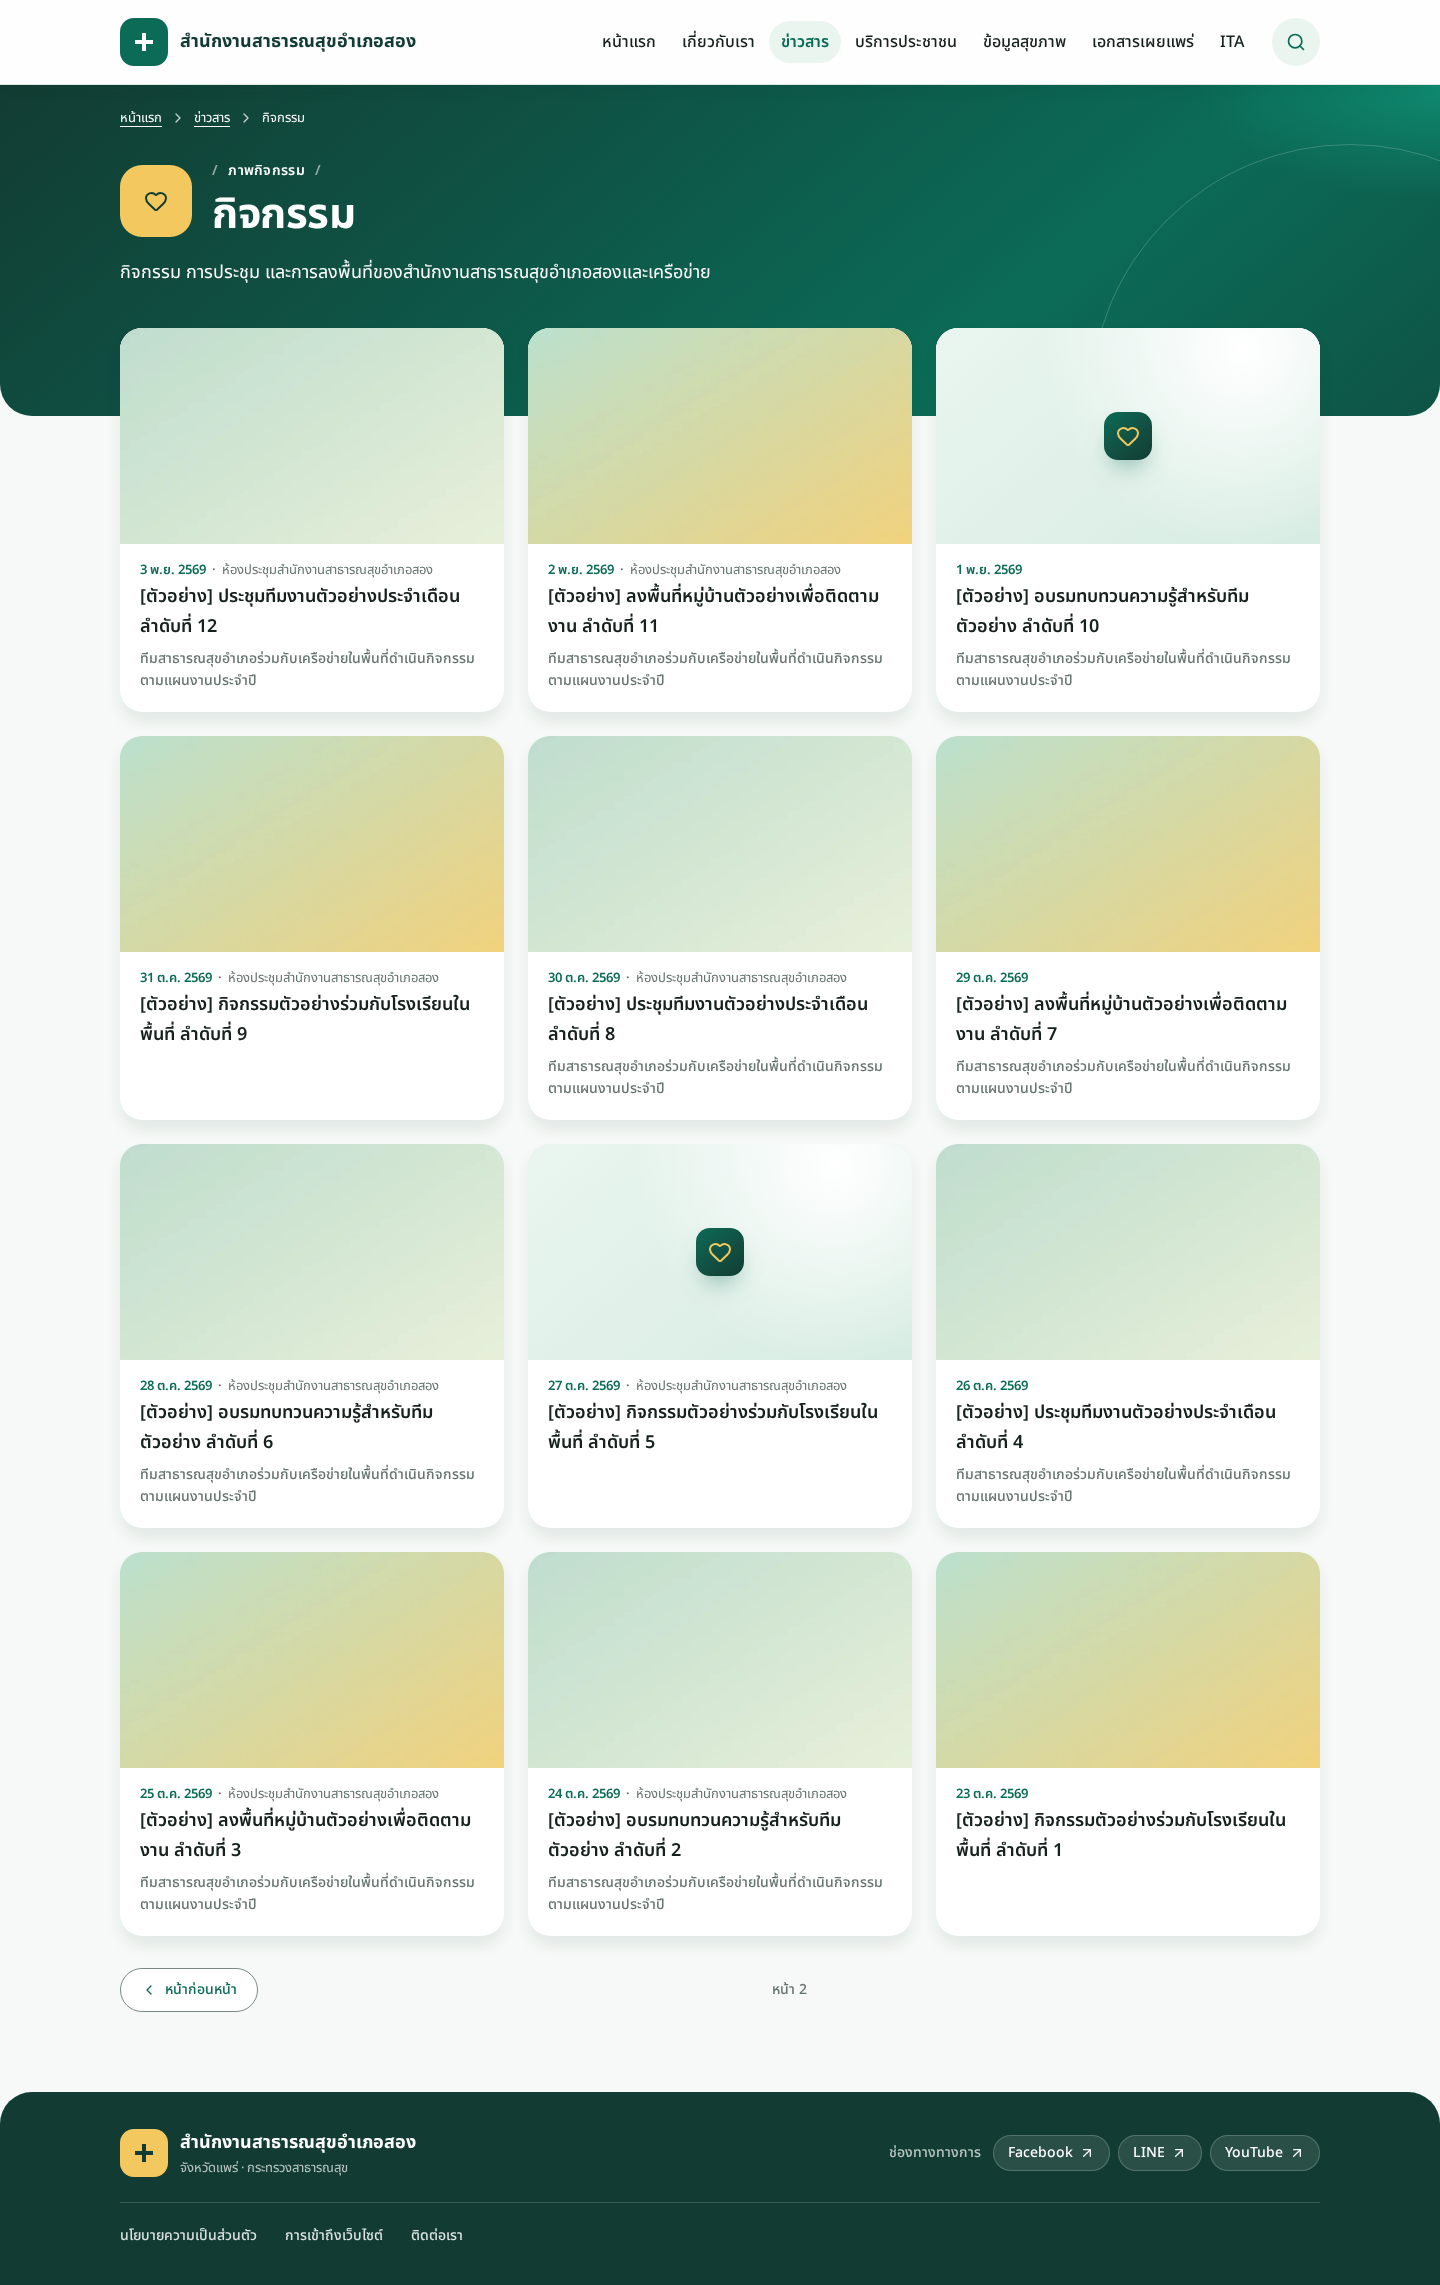 สำนักงานสาธารณสุขอำเภอสอง
หน้าแรก เกี่ยวกับเรา ข่าวสาร บริการประชาชน ข้อมูลสุขภาพ เอกสารเผยแพร่ ITA
หน้าแรก > ข่าวสาร > กิจกรรม
/ ภาพกิจกรรม /
กิจกรรม
กิจกรรม การประชุม และการลงพื้นที่ของสำนักงานสาธารณสุขอำเภอสองและเครือข่าย
3 พ.ย. 2569 · ห้องประชุมสำนักงานสาธารณสุขอำเภอสอง
[ตัวอย่าง] ประชุมทีมงานตัวอย่างประจำเดือน
ลำดับที่ 12
ทีมสาธารณสุขอำเภอร่วมกับเครือข่ายในพื้นที่ดำเนินกิจกรรม
ตามแผนงานประจำปี
2 พ.ย. 2569 · ห้องประชุมสำนักงานสาธารณสุขอำเภอสอง
[ตัวอย่าง] ลงพื้นที่หมู่บ้านตัวอย่างเพื่อติดตาม
งาน ลำดับที่ 11
ทีมสาธารณสุขอำเภอร่วมกับเครือข่ายในพื้นที่ดำเนินกิจกรรม
ตามแผนงานประจำปี
1 พ.ย. 2569
[ตัวอย่าง] อบรมทบทวนความรู้สำหรับทีม
ตัวอย่าง ลำดับที่ 10
ทีมสาธารณสุขอำเภอร่วมกับเครือข่ายในพื้นที่ดำเนินกิจกรรม
ตามแผนงานประจำปี
31 ต.ค. 2569 · ห้องประชุมสำนักงานสาธารณสุขอำเภอสอง
[ตัวอย่าง] กิจกรรมตัวอย่างร่วมกับโรงเรียนใน
พื้นที่ ลำดับที่ 9
30 ต.ค. 2569 · ห้องประชุมสำนักงานสาธารณสุขอำเภอสอง
[ตัวอย่าง] ประชุมทีมงานตัวอย่างประจำเดือน
ลำดับที่ 8
ทีมสาธารณสุขอำเภอร่วมกับเครือข่ายในพื้นที่ดำเนินกิจกรรม
ตามแผนงานประจำปี
29 ต.ค. 2569
[ตัวอย่าง] ลงพื้นที่หมู่บ้านตัวอย่างเพื่อติดตาม
งาน ลำดับที่ 7
ทีมสาธารณสุขอำเภอร่วมกับเครือข่ายในพื้นที่ดำเนินกิจกรรม
ตามแผนงานประจำปี
28 ต.ค. 2569 · ห้องประชุมสำนักงานสาธารณสุขอำเภอสอง
[ตัวอย่าง] อบรมทบทวนความรู้สำหรับทีม
ตัวอย่าง ลำดับที่ 6
ทีมสาธารณสุขอำเภอร่วมกับเครือข่ายในพื้นที่ดำเนินกิจกรรม
ตามแผนงานประจำปี
27 ต.ค. 2569 · ห้องประชุมสำนักงานสาธารณสุขอำเภอสอง
[ตัวอย่าง] กิจกรรมตัวอย่างร่วมกับโรงเรียนใน
พื้นที่ ลำดับที่ 5
26 ต.ค. 2569
[ตัวอย่าง] ประชุมทีมงานตัวอย่างประจำเดือน
ลำดับที่ 4
ทีมสาธารณสุขอำเภอร่วมกับเครือข่ายในพื้นที่ดำเนินกิจกรรม
ตามแผนงานประจำปี
25 ต.ค. 2569 · ห้องประชุมสำนักงานสาธารณสุขอำเภอสอง
[ตัวอย่าง] ลงพื้นที่หมู่บ้านตัวอย่างเพื่อติดตาม
งาน ลำดับที่ 3
ทีมสาธารณสุขอำเภอร่วมกับเครือข่ายในพื้นที่ดำเนินกิจกรรม
ตามแผนงานประจำปี
24 ต.ค. 2569 · ห้องประชุมสำนักงานสาธารณสุขอำเภอสอง
[ตัวอย่าง] อบรมทบทวนความรู้สำหรับทีม
ตัวอย่าง ลำดับที่ 2
ทีมสาธารณสุขอำเภอร่วมกับเครือข่ายในพื้นที่ดำเนินกิจกรรม
ตามแผนงานประจำปี
23 ต.ค. 2569
[ตัวอย่าง] กิจกรรมตัวอย่างร่วมกับโรงเรียนใน
พื้นที่ ลำดับที่ 1
หน้าก่อนหน้า
หน้า 2
สำนักงานสาธารณสุขอำเภอสอง
จังหวัดแพร่ · กระทรวงสาธารณสุข
ช่องทางทางการ Facebook LINE YouTube
นโยบายความเป็นส่วนตัว การเข้าถึงเว็บไซต์ ติดต่อเรา